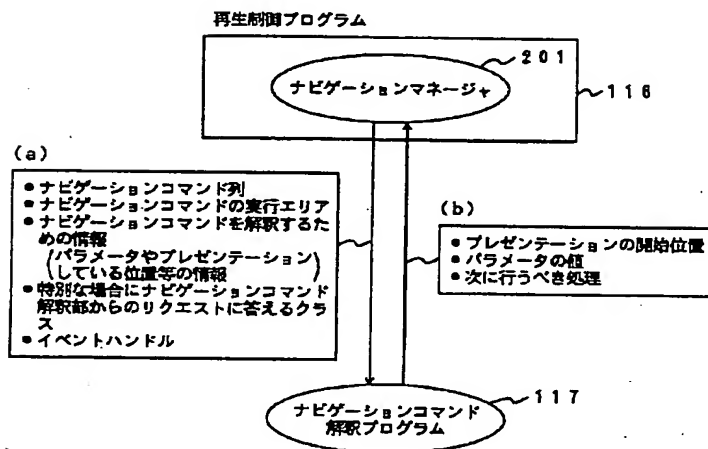 再生制御プログラム
201
ナビゲーションマネージャ
116
(a)
●ナビゲーションコマンド列
●ナビゲーションコマンドの実行エリア
●ナビゲーションコマンドを解釈するた
めの情報
(パラメータやプレゼンテーション
している位置等の情報)
●特別な場合にナビゲーションコマンド
解釈部からのリクエストに答えるクラ
ス
●イベントハンドル
(b)
●プレゼンテーションの開始位置
●パラメータの値
●次に行うべき処理
117
ナビゲーションコマンド
解釈プログラム